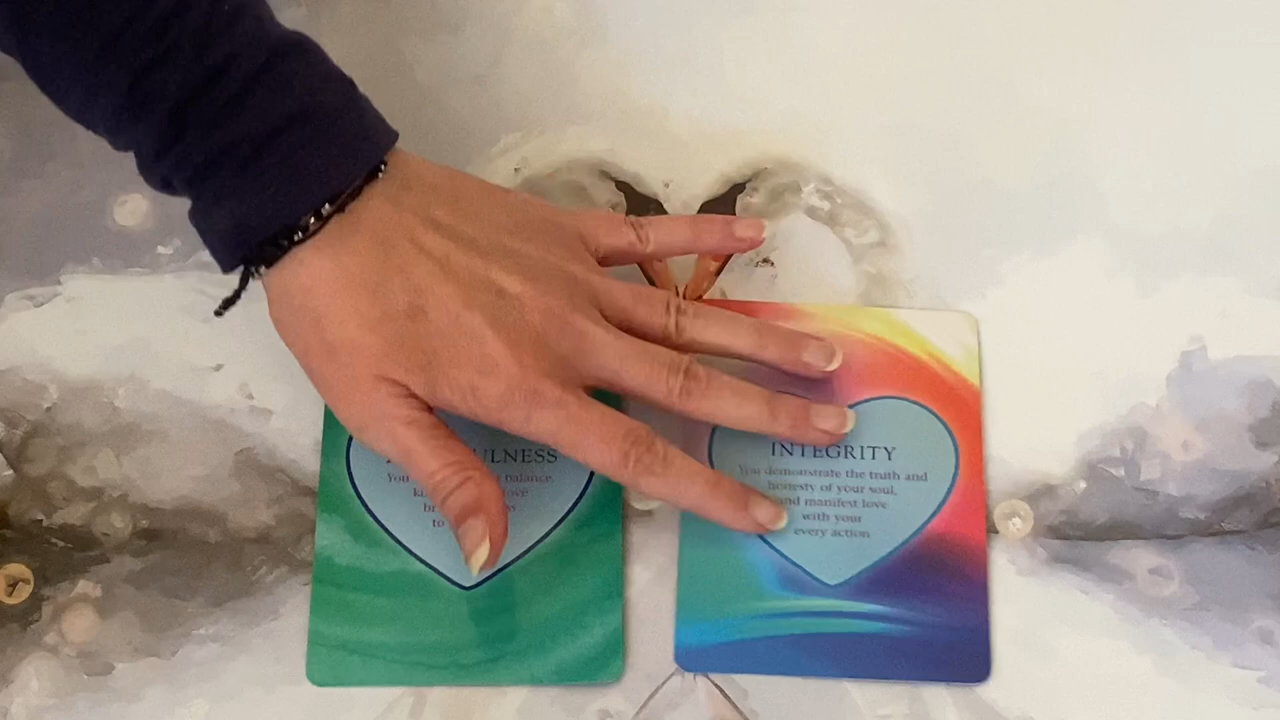 ULNESS
You balance,
love
to
INTEGRITY
You demonstrate the truth and
honesty of your soul,
and manifest love
with your
every action